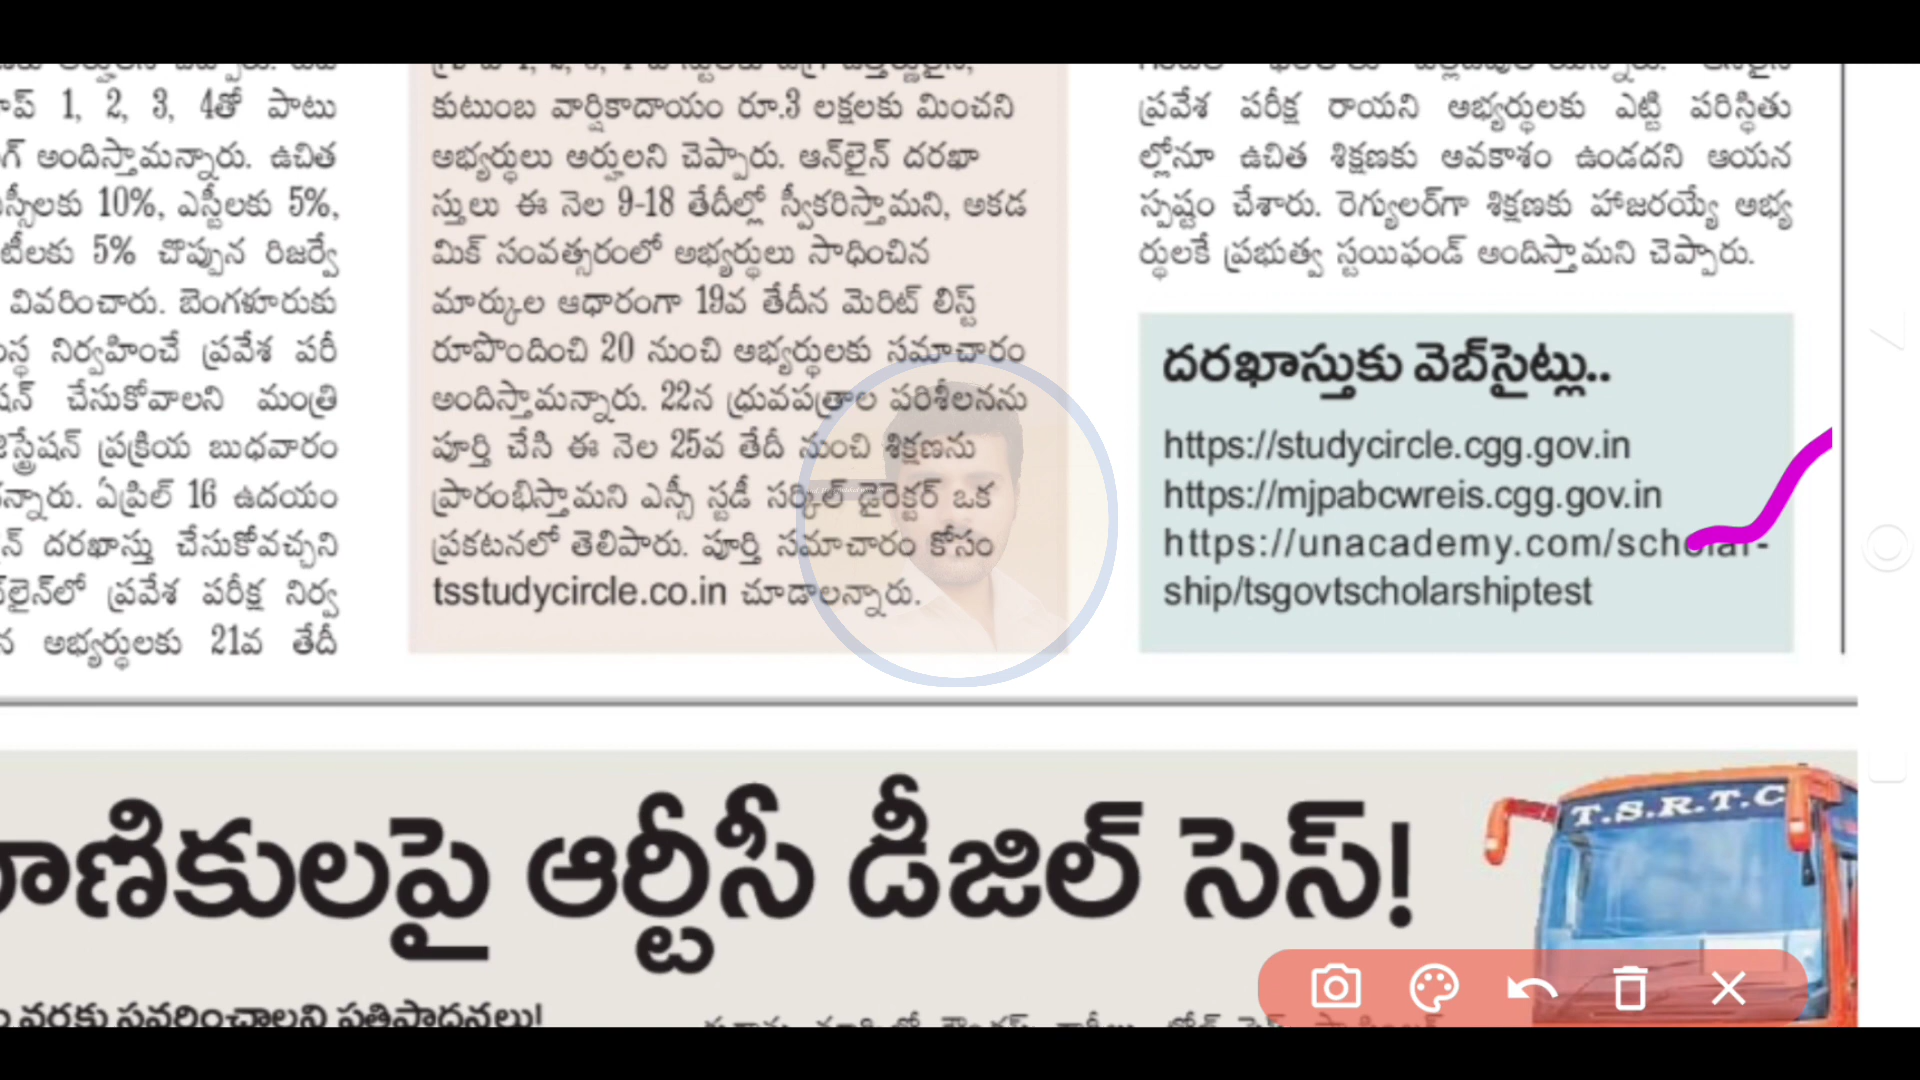 ాప్ 1, 2, 3, 4తో పాటు
గ్ అందిస్తామన్నారు. ఉచిత
ఎస్సీలకు 10%, ఎస్టీలకు 5%,
టీలకు 5% చొప్పున రిజర్వే
వివరించారు. బెంగళూరుకు
నిర్వహించే ప్రవేశ పరీ
చేసుకోవాలని మంత్రి
ప్రక్రియ బుధవారం
న్నారు. ఏప్రిల్ 16 ఉదయం
దరఖాస్తు చేసుకోవచ్చని
ప్రవేశ పరీక్ష నిర్వ
న అభ్యర్థులకు 21వ తేదీ
కుటుంబ వార్షికాదాయం రూ.3 లక్షలకు మించని
అభ్యర్థులు అర్హులని చెప్పారు. ఆన్‌లైన్ దరఖా
స్తులు ఈ నెల 9-18 తేదీల్లో స్వీకరిస్తామని, అకడ
మిక్ సంవత్సరంలో అభ్యర్థులు సాధించిన
మార్కుల ఆధారంగా 19వ తేదీన మెరిట్ లిస్ట్
రూపొందించి 20 నుంచి అభ్యర్థులకు సమాచారం
అందిస్తామన్నారు. 22న ధ్రువపత్రాల పరిశీలనను
పూర్తి చేసి ఈ నెల 25వ తేదీ నుంచి శిక్షణను
ప్రారంభిస్తామని ఎస్సీ స్టడీ సర్కిల్ డైరెక్టర్ ఒక
ప్రకటనలో తెలిపారు. పూర్తి సమాచారం కోసం
tsstudycircle.co.in చూడాలన్నారు.
ప్రవేశ పరీక్ష రాయని అభ్యర్థులకు ఎట్టి పరిస్థితు
ల్లోనూ ఉచిత శిక్షణకు అవకాశం ఉండదని ఆయన
స్పష్టం చేశారు. రెగ్యులర్‌గా శిక్షణకు హాజరయ్యే అభ్య
ర్థులకే ప్రభుత్వ స్టయిఫండ్ అందిస్తామని చెప్పారు.
దరఖాస్తుకు వెబ్‌సైట్లు..
https://studycircle.cgg.gov.in
https://mjpabcwreis.cgg.gov.in
https://unacademy.com/scholar-
ship/tsgovtscholarshiptest
ాణికులపై ఆర్టీసీ డీజిల్ సెస్!
T.S.R.T.C
వరకు సవరించాలని ప్రతిపాదనలు!